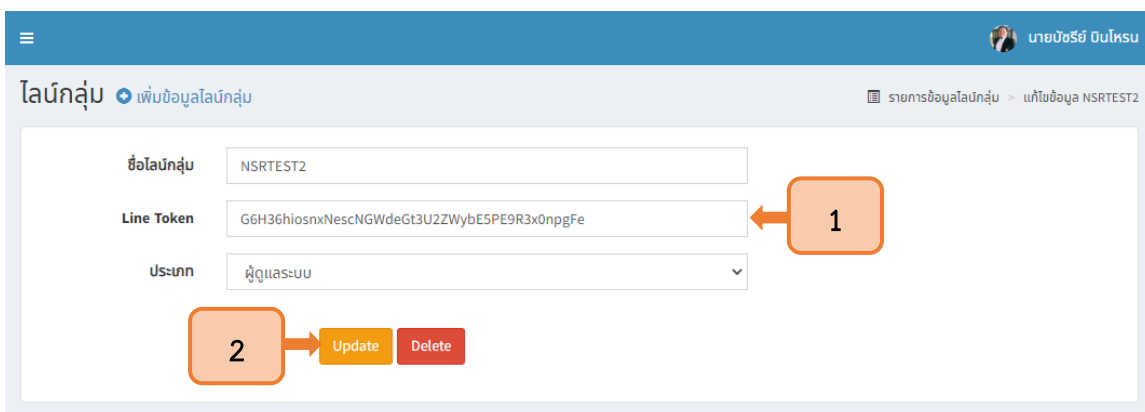 นายบัซรีย์ บินโหรน
ไลน์กลุ่ม เพิ่มข้อมูลไลน์กลุ่ม
รายการข้อมูลไลน์กลุ่ม > แก้ไขข้อมูล NSRTEST2
ชื่อไลน์กลุ่ม NSRTEST2
Line Token G6H36hiosnxNescNGWdeGt3U2ZWybE5PE9R3x0npgFe
1
ประเภท ผู้ดูแลระบบ
2
Update Delete